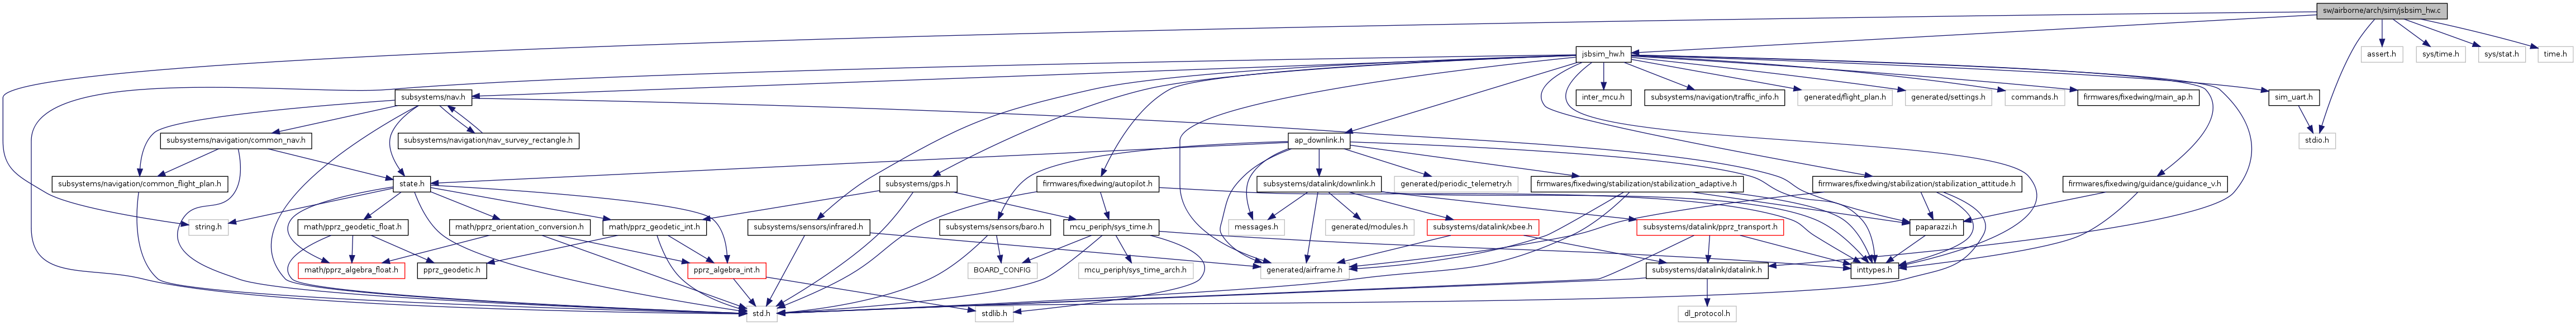 sw/airborne/arch/sim/jsbsim_hw.c
jsbsim_hw.h
assert.h
sys/time.h
sys/stat.h
time.h
subsystems/nav.h
inter_mcu.h
subsystems/navigation/traffic_info.h
generated/flight_plan.h
generated/settings.h
commands.h
firmwares/fixedwing/main_ap.h
sim_uart.h
subsystems/navigation/common_nav.h
subsystems/navigation/nav_survey_rectangle.h
ap_downlink.h
stdio.h
subsystems/navigation/common_flight_plan.h
state.h
subsystems/gps.h
firmwares/fixedwing/autopilot.h
subsystems/datalink/downlink.h
generated/periodic_telemetry.h
firmwares/fixedwing/stabilization/stabilization_adaptive.h
firmwares/fixedwing/stabilization/stabilization_attitude.h
firmwares/fixedwing/guidance/guidance_v.h
string.h
math/pprz_geodetic_float.h
math/pprz_orientation_conversion.h
math/pprz_geodetic_int.h
subsystems/sensors/infrared.h
subsystems/sensors/baro.h
mcu_periph/sys_time.h
messages.h
generated/modules.h
subsystems/datalink/xbee.h
subsystems/datalink/pprz_transport.h
paparazzi.h
math/pprz_algebra_float.h
pprz_geodetic.h
pprz_algebra_int.h
BOARD_CONFIG
mcu_periph/sys_time_arch.h
generated/airframe.h
subsystems/datalink/datalink.h
inttypes.h
std.h
stdlib.h
dl_protocol.h